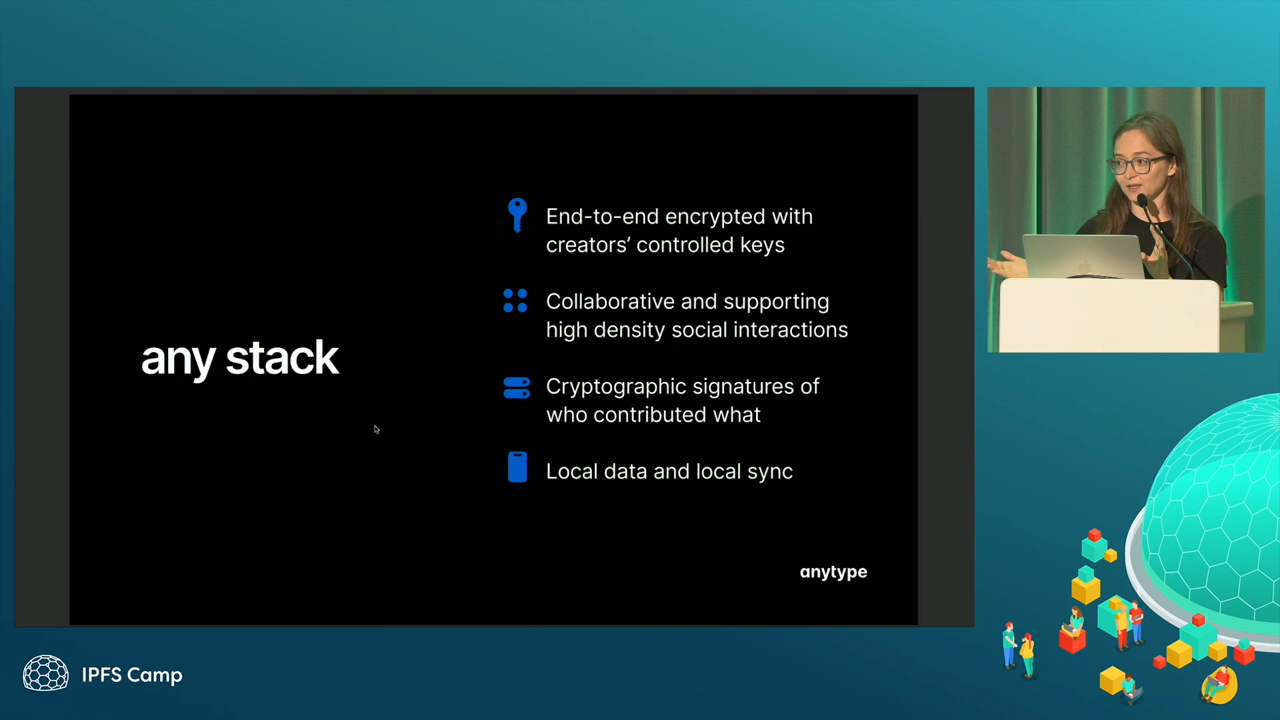 any stack
End-to-end encrypted with
creators’ controlled keys
Collaborative and supporting
high density social interactions
Cryptographic signatures of
who contributed what
Local data and local sync
anytype
IPFS Camp